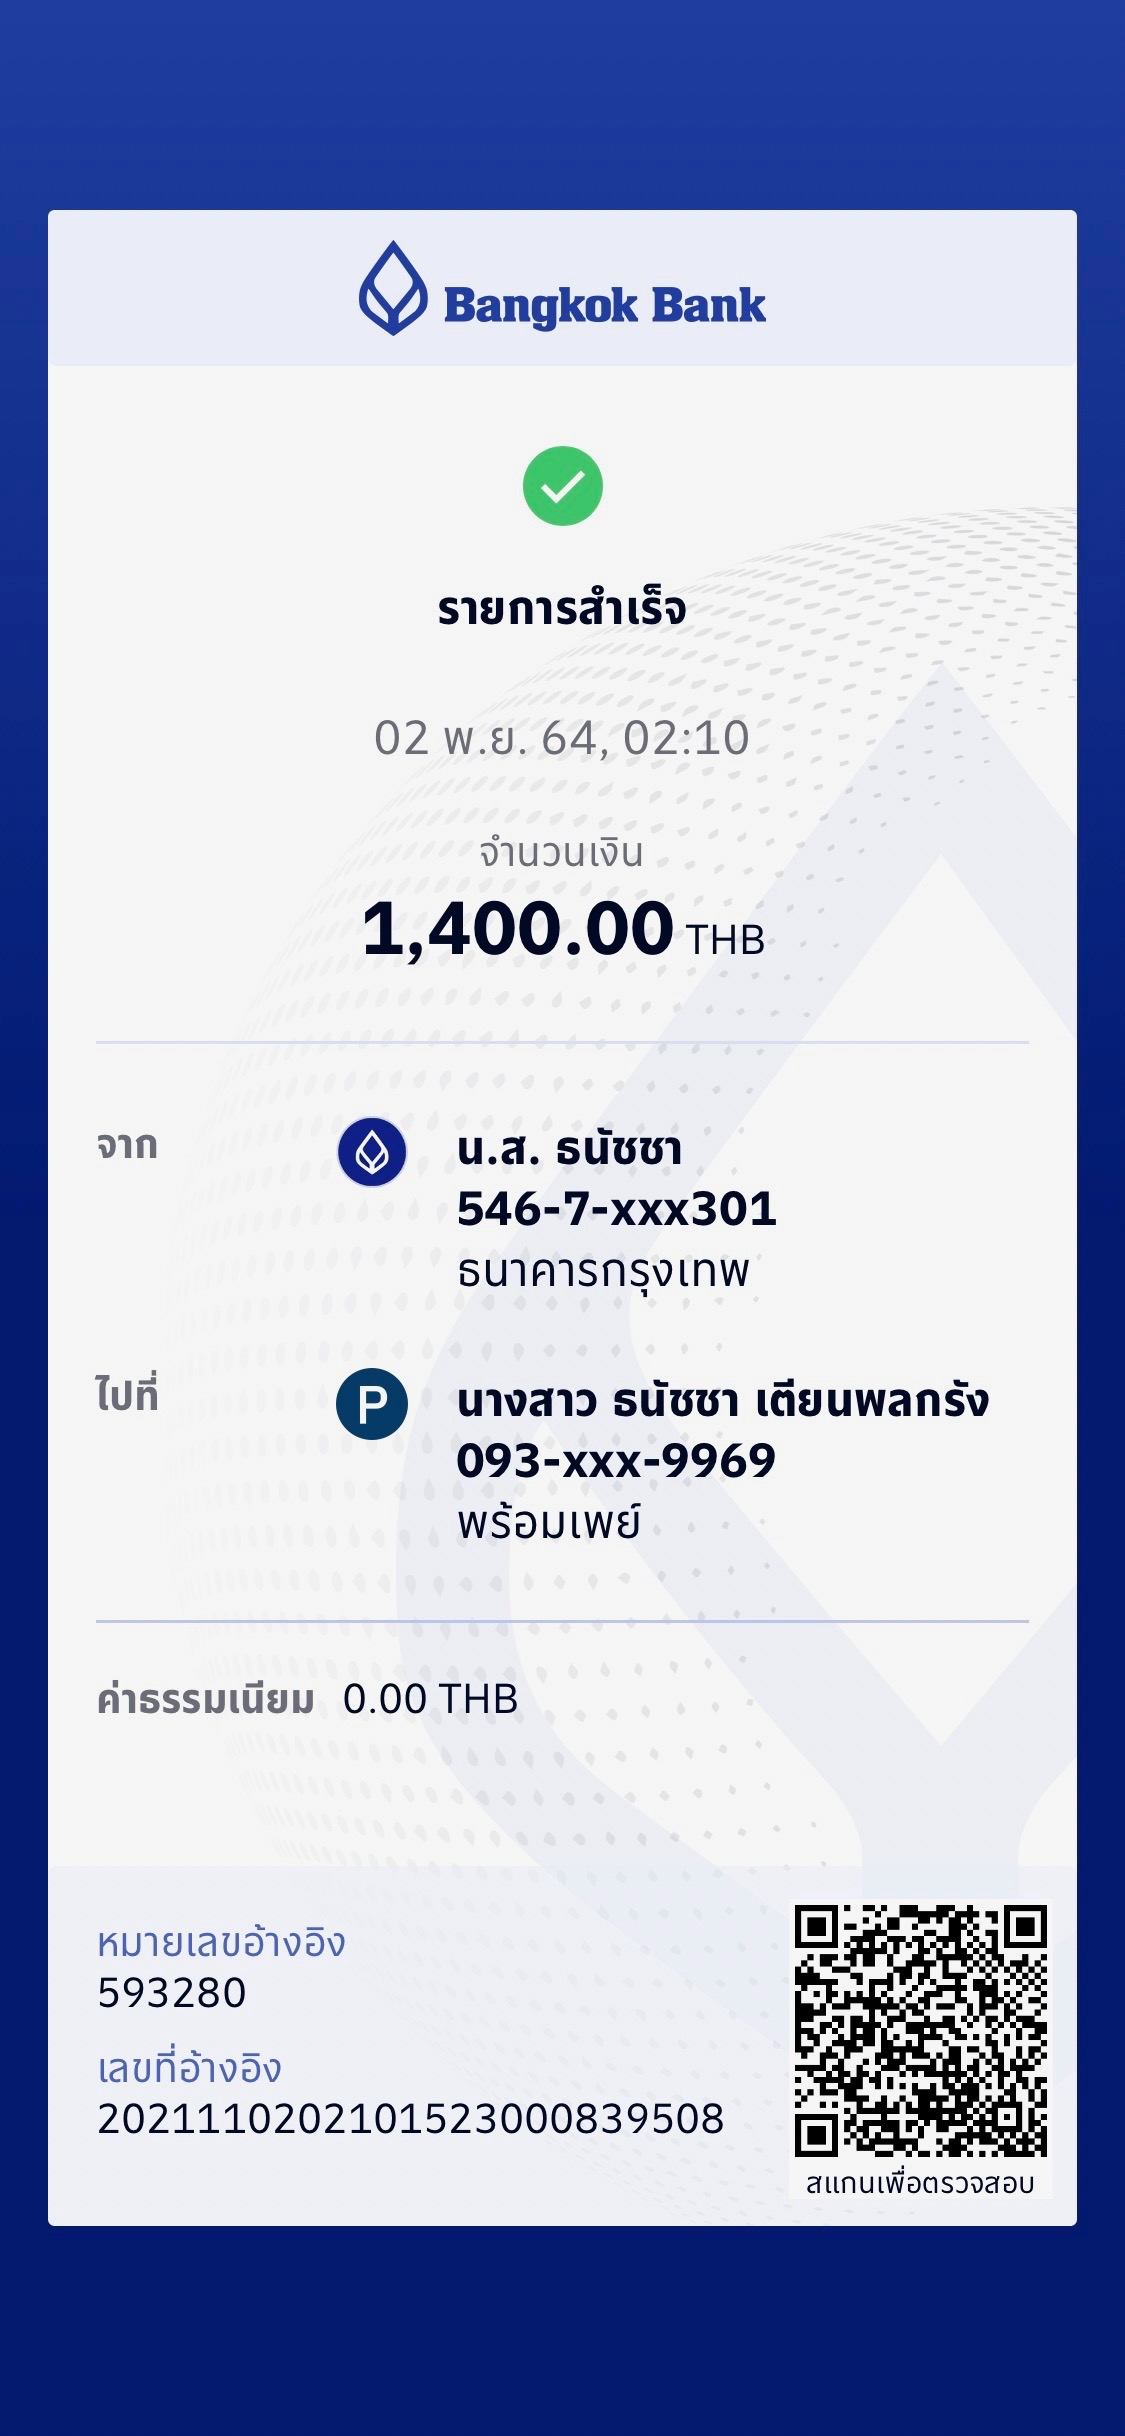 Bangkok Bank
รายการสำเร็จ
02 พ.ย. 64, 02:10
จำนวนเงิน
1,400.00 THB
จาก
น.ส. ธนัชชา
546-7-xxx301
ธนาคารกรุงเทพ
ไปที่
P
นางสาว ธนัชชา เตียนพลกรัง
093-xxx-9969
พร้อมเพย์
ค่าธรรมเนียม 0.00 THB
หมายเลขอ้างอิง
593280
เลขที่อ้างอิง
2021110202101523000839508
สแกนเพื่อตรวจสอบ